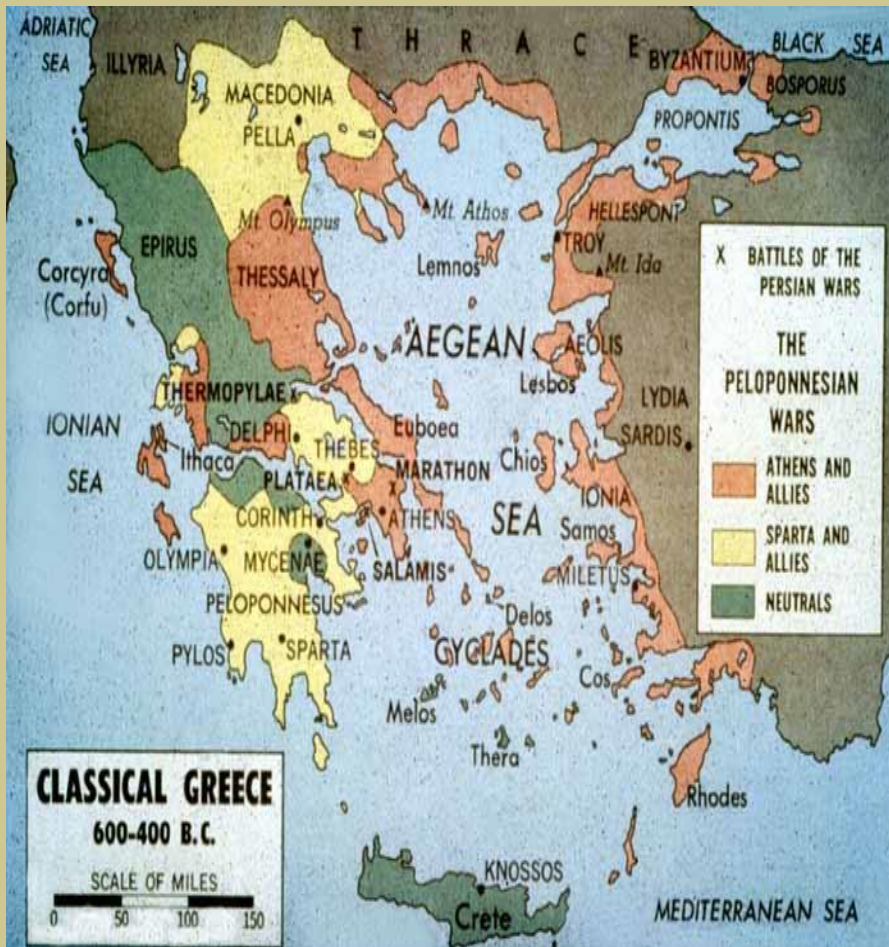 ADRIATIC
SEA
ILLYRIA
THRACE
BYZANTIUM
BLACK SEA
BOSPORUS
MACEDONIA
PELLA
PROPONTIS
Mt. Olympus
Mt. Athos
HELLESPONT
EPIRUS
THESSALY
Lemnos
TROY
Mt. Ida
Corcyra
(Corfu)
AEGEAN
SEA
AEOLIS
Lesbos
THERMOPYLAE
LYDIA
SARDIS
IONIAN
SEA
DELPHI
THEBES
Euboea
Ithaca
PLATAEA
MARATHON
Chios
IONIA
CORINTH
ATHENS
Samos
OLYMPIA
MYCENAE
SALAMIS
MILETUS
PELOPONNESUS
Delos
PYLOS
SPARTA
CYCLADES
Cos
Melos
Thera
Rhodes
KNOSSOS
Crete
MEDITERRANEAN SEA
X BATTLES OF THE
PERSIAN WARS
THE
PELOPONNESIAN
WARS
ATHENS AND
ALLIES
SPARTA AND
ALLIES
NEUTRALS
CLASSICAL GREECE
600-400 B.C.
SCALE OF MILES
0 50 100 150